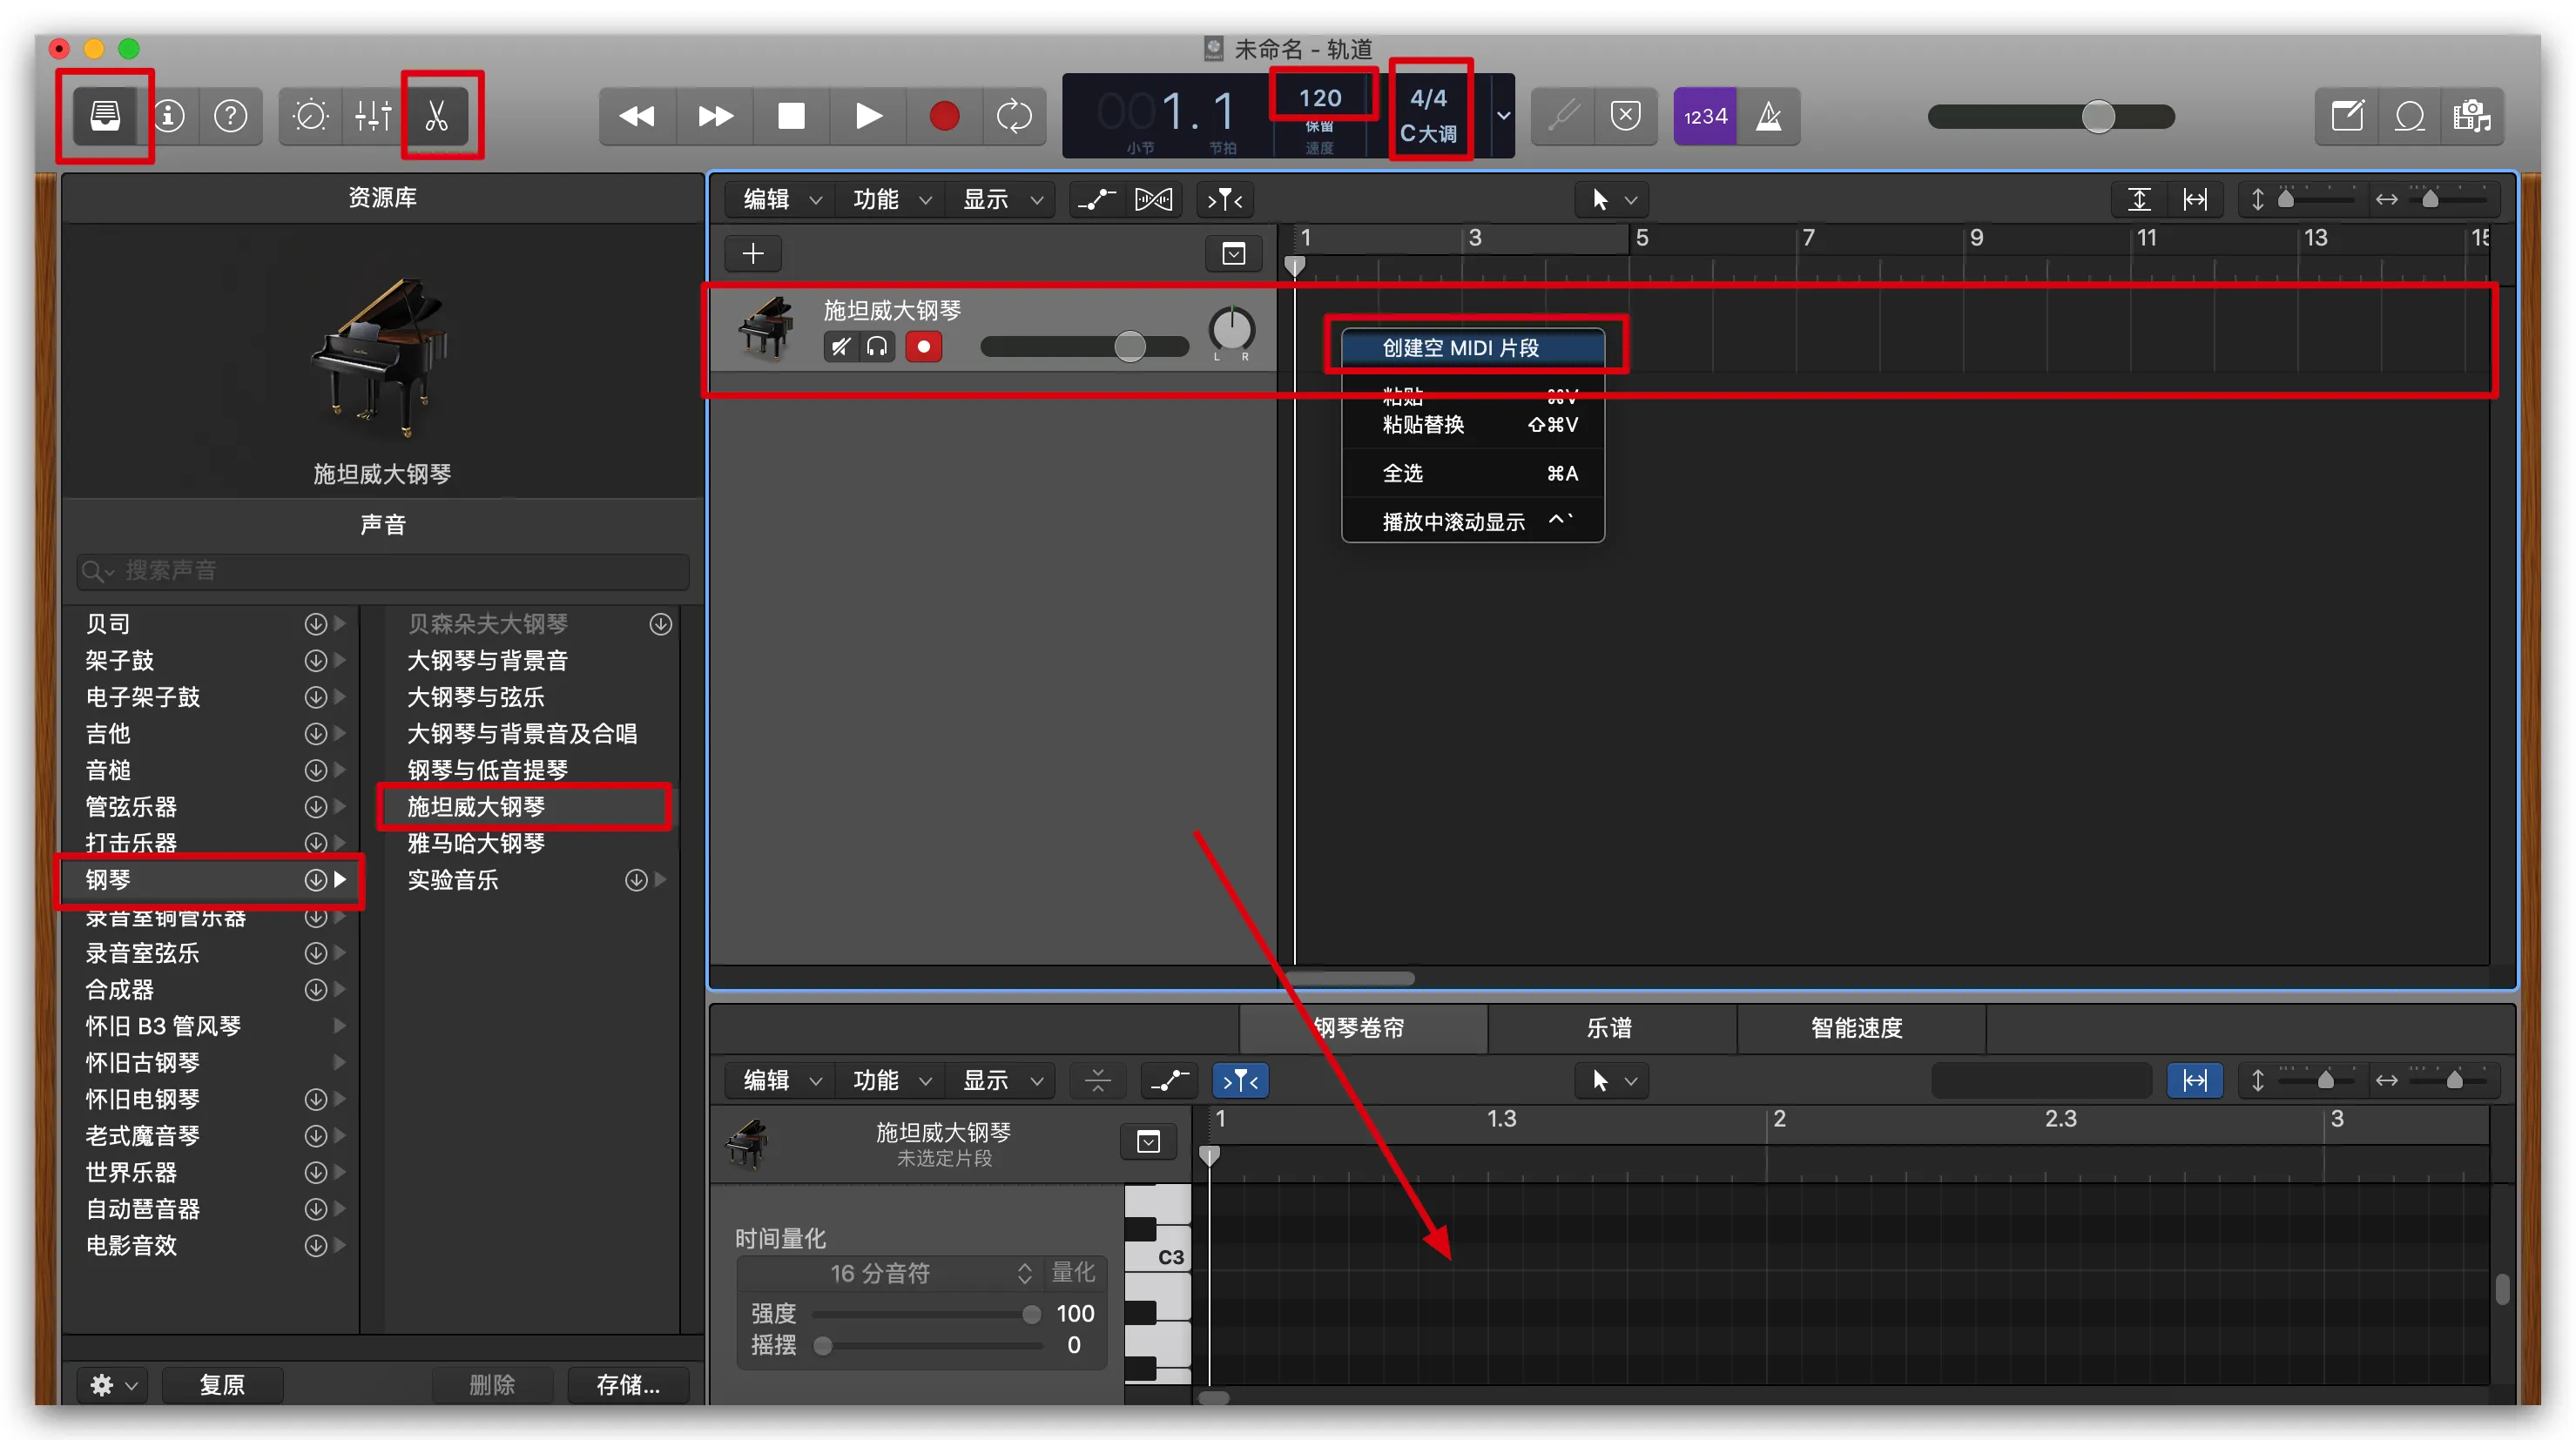 未命名 - 轨道
001. 1
小节
节拍
120
保留
速度
4/4
C大调
1234
资源库
施坦威大钢琴
声音
搜索声音
贝司
架子鼓
电子架子鼓
吉他
音槌
管弦乐器
打击乐器
钢琴
录音室铜管乐器
录音室弦乐
合成器
怀旧 B3 管风琴
怀旧古钢琴
怀旧电钢琴
老式魔音琴
世界乐器
自动琶音器
电影音效
贝森朵夫大钢琴
大钢琴与背景音
大钢琴与弦乐
大钢琴与背景音及合唱
钢琴与低音提琴
施坦威大钢琴
雅马哈大钢琴
实验音乐
复原
删除
存储...
编辑
功能
显示
1 3 5 7 9 11 13 15
施坦威大钢琴
L R
创建空 MIDI 片段
粘贴 ⌘V
粘贴替换 ⇧⌘V
全选 ⌘A
播放中滚动显示 ^`
钢琴卷帘
乐谱
智能速度
编辑
功能
显示
1 1.3 2 2.3 3
施坦威大钢琴
未选定片段
时间量化
16 分音符
量化
强度 100
摇摆 0
C3